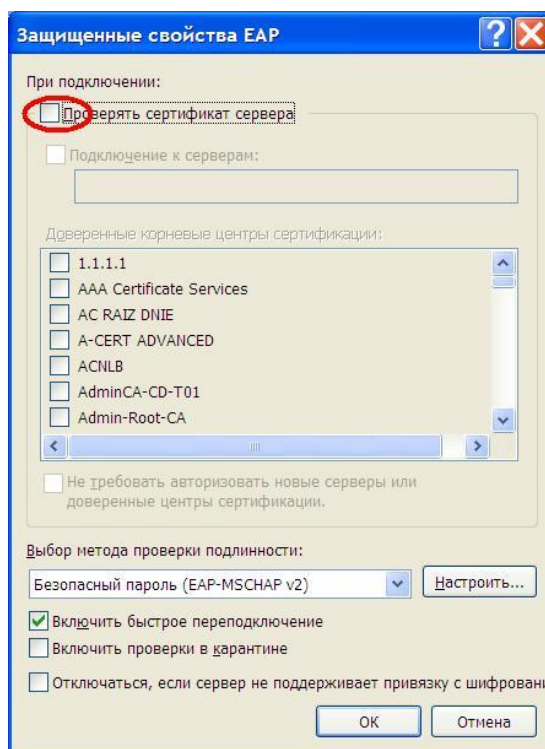 Защищенные свойства EAP
При подключении:
Проверять сертификат сервера
Подключение к серверам:
Доверенные корневые центры сертификации:
1.1.1.1
AAA Certificate Services
AC RAIZ DNIE
A-CERT ADVANCED
ACNLB
AdminCA-CD-T01
Admin-Root-CA
Не требовать авторизовать новые серверы или
доверенные центры сертификации.
Выбор метода проверки подлинности:
Безопасный пароль (EAP-MSCHAP v2)
Настроить...
Включить быстрое переподключение
Включить проверки в карантине
Отключаться, если сервер не поддерживает привязку с шифровани
ОК
Отмена